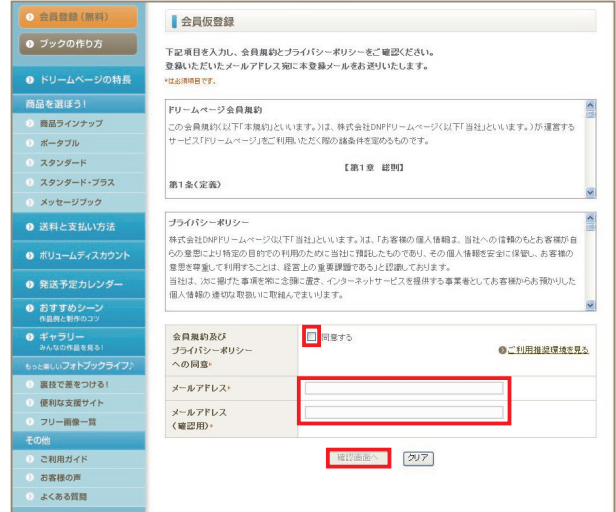 会員登録（無料）
ブックの作り方
ドリームページの特長
商品を選ぼう！
商品ラインナップ
ポータブル
スタンダード
スタンダード・プラス
メッセージブック
送料と支払い方法
ボリュームディスカウント
発送予定カレンダー
おすすめシーン
作品例と制作のコツ
ギャラリー
みんなの作品を見る！
もっと楽しいフォトブックライフ♪
裏技で差をつける！
便利な支援サイト
フリー画像一覧
その他
ご利用ガイド
お客様の声
よくある質問
会員仮登録
下記項目を入力し、会員規約とプライバシーポリシーをご確認ください。
登録いただいたメールアドレス宛に本登録メールをお送りいたします。
*は必須項目です。
ドリームページ会員規約
この会員規約（以下「本規約」といいます。）は、株式会社DNPドリームページ（以下「当社」といいます。）が運営する
サービス「ドリームページ」をご利用いただく際の諸条件を定めるものです。
【第1章 総則】
第1条（定義）
プライバシーポリシー
株式会社DNPドリームページ（以下「当社」といいます。）は、「お客様の個人情報は、当社への信頼のもとお客様が自
らの意思により特定の目的での利用のために当社に預託したものであり、その個人情報を安全に保管し、お客様の
意思を尊重して利用することは、経営上の重要課題である」と認識しております。
当社は、次に掲げた事項を常に念頭に置き、インターネットサービスを提供する事業者としてお客様からお預かりした
個人情報の適切な取扱いに取組んでまいります。
会員規約及び
プライバシーポリシー
への同意*
同意する
ご利用推奨環境を見る
メールアドレス*
メールアドレス
（確認用）*
確認画面へ
クリア